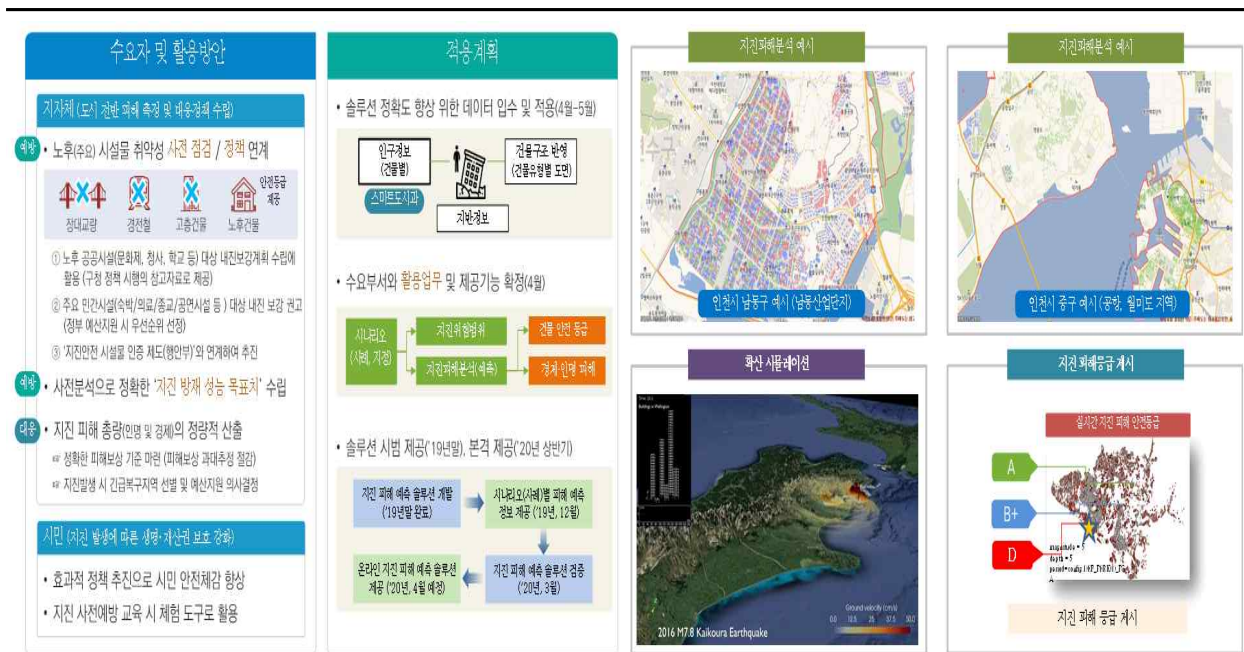 수요자 및 활용방안
지자체 (도시 전반 피해 측정 및 대응정책 수립)
예방
• 노후(주요) 시설물 취약성 사전 점검 / 정책 연계
장대교량
경전철
고층건물
노후건물
안전등급
제공
① 노후 공공시설(문화제, 청사, 학교 등) 대상 내진보강계획 수립에
활용 (구청 정책 시행의 참고자료로 제공)
② 주요 민간시설(숙박/의료/종교/공연시설 등 ) 대상 내진 보강 권고
(정부 예산지원 시 우선순위 선정)
③ '지진안전 시설물 인증 제도(행안부)'와 연계하여 추진
예방
• 사전분석으로 정확한 '지진 방재 성능 목표치' 수립
대응
• 지진 피해 총량(인명 및 경제)의 정량적 산출
☞ 정확한 피해보상 기준 마련 (피해보상 과대추정 절감)
☞ 지진발생 시 긴급복구지역 선별 및 예산지원 의사결정
시민 (지진 발생에 따른 생명·재산권 보호 강화)
• 효과적 정책 추진으로 시민 안전체감 향상
• 지진 사전예방 교육 시 체험 도구로 활용
적용계획
• 솔루션 정확도 향상 위한 데이터 입수 및 적용(4월~5월)
인구정보
(건물별)
스마트도시과
건물구조 반영
(건물유형별 도면)
지반정보
• 수요부서와 활용업무 및 제공기능 확정(4월)
시나리오
(사례, 지정)
지진위험범위
지진피해분석(예측)
건물 안전 등급
경제·인명 피해
• 솔루션 시범 제공('19년말), 본격 제공('20년 상반기)
지진 피해 예측 솔루션 개발
('19년말 완료)
시나리오(사례)별 피해 예측
정보 제공 ('19년, 12월)
온라인 지진 피해 예측 솔루션
제공 ('20년, 4월 예정)
지진 피해 예측 솔루션 검증
('20년, 3월)
지진피해분석 예시
인천시 남동구 예시 (남동산업단지)
지진피해분석 예시
인천시 중구 예시 (공항, 월미도 지역)
확산 시뮬레이션
Ground velocity (cm/s)
0.0 12.5 25.0 37.5 50.0
2016 M7.8 Kaikoura Earthquake
지진 피해등급 게시
실시간 지진 피해 안전등급
A
B+
D
magnitude = 5
depth = 5
지진 피해 등급 게시